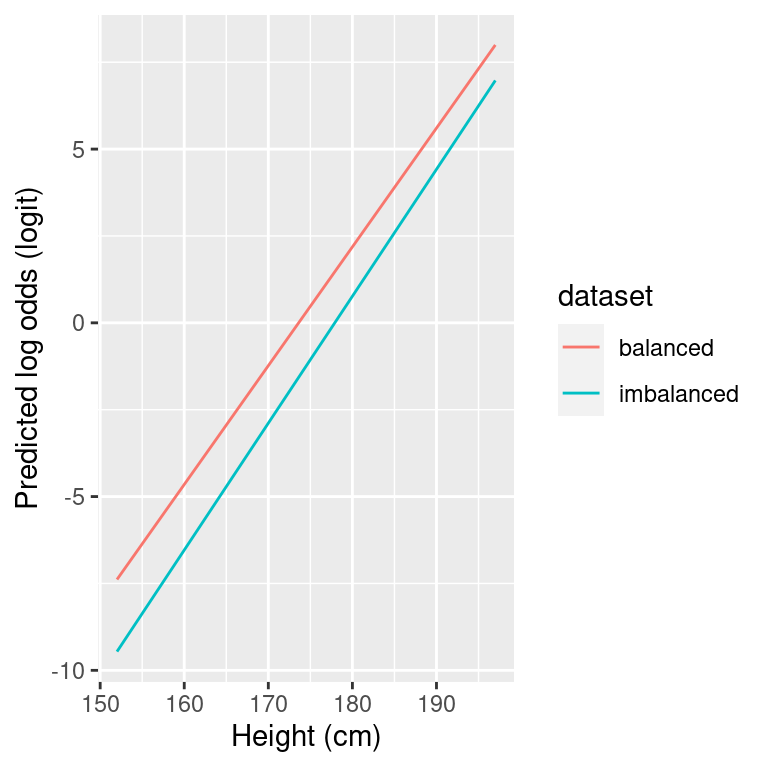 Predicted log odds (logit)
5
0
-5
-10
150 160 170 180 190
Height (cm)
dataset
balanced
imbalanced